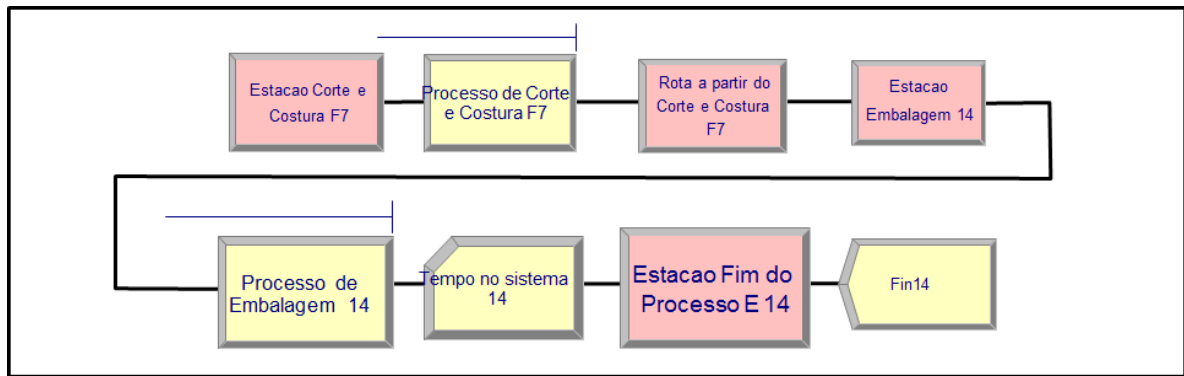 Estacao Corte e
Costura F7
Processo de Corte
e Costura F7
Rota a partir do
Corte e Costura
F7
Estacao
Embalagem 14
Processo de
Embalagem 14
Tempo no sistema
14
Estacao Fim do
Processo E 14
Fin14